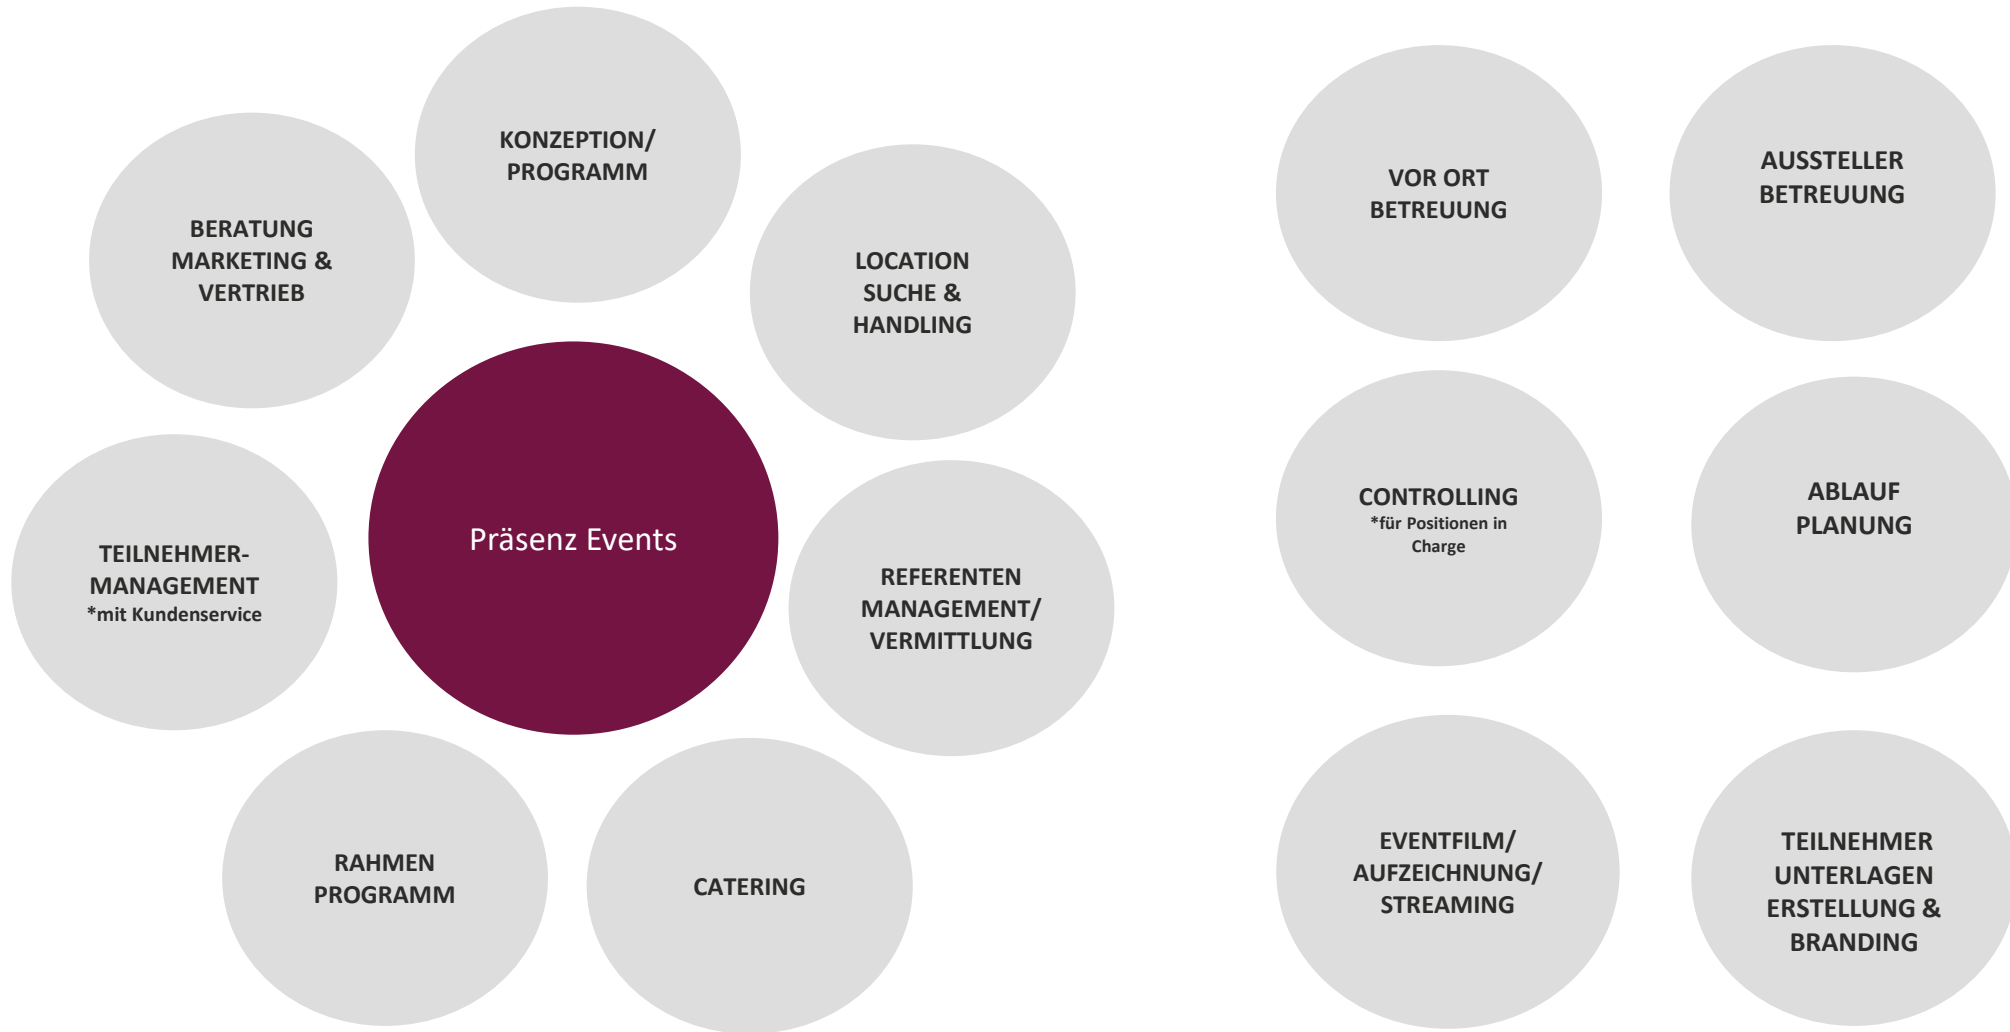 KONZEPTION/
PROGRAMM
BERATUNG
MARKETING &
VERTRIEB
LOCATION
SUCHE &
HANDLING
Präsenz Events
TEILNEHMER-
MANAGEMENT
*mit Kundenservice
REFERENTEN
MANAGEMENT/
VERMITTLUNG
RAHMEN
PROGRAMM
CATERING
VOR ORT
BETREUUNG
AUSSTELLER
BETREUUNG
CONTROLLING
*für Positionen in
Charge
ABLAUF
PLANUNG
EVENTFILM/
AUFZEICHNUNG/
STREAMING
TEILNEHMER
UNTERLAGEN
ERSTELLUNG &
BRANDING